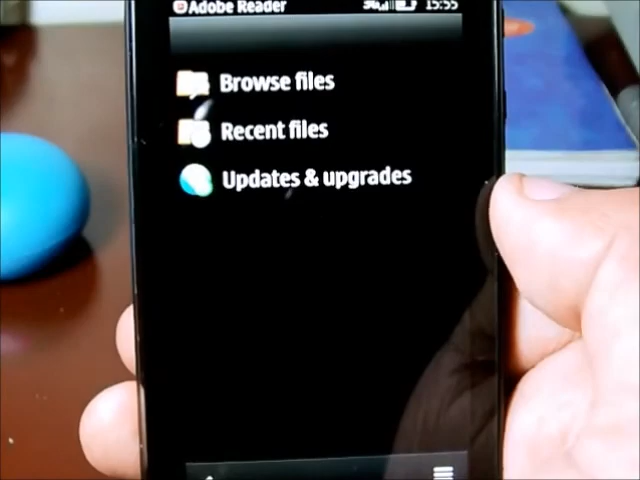 Adobe Reader 15:55
Browse files
Recent files
Updates & upgrades